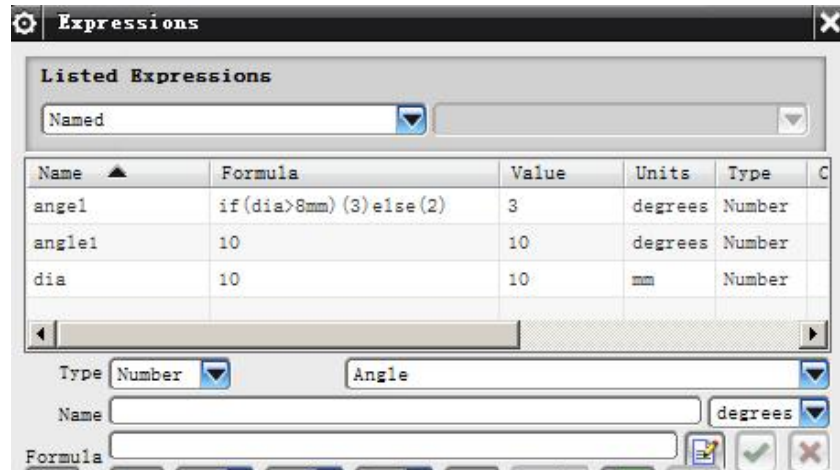 Expressions
Listed Expressions
Named
Name Formula Value Units Type C
angel if(dia>8mm)(3)else(2) 3 degrees Number
angle1 10 10 degrees Number
dia 10 10 mm Number
Type Number Angle
Name degrees
Formula